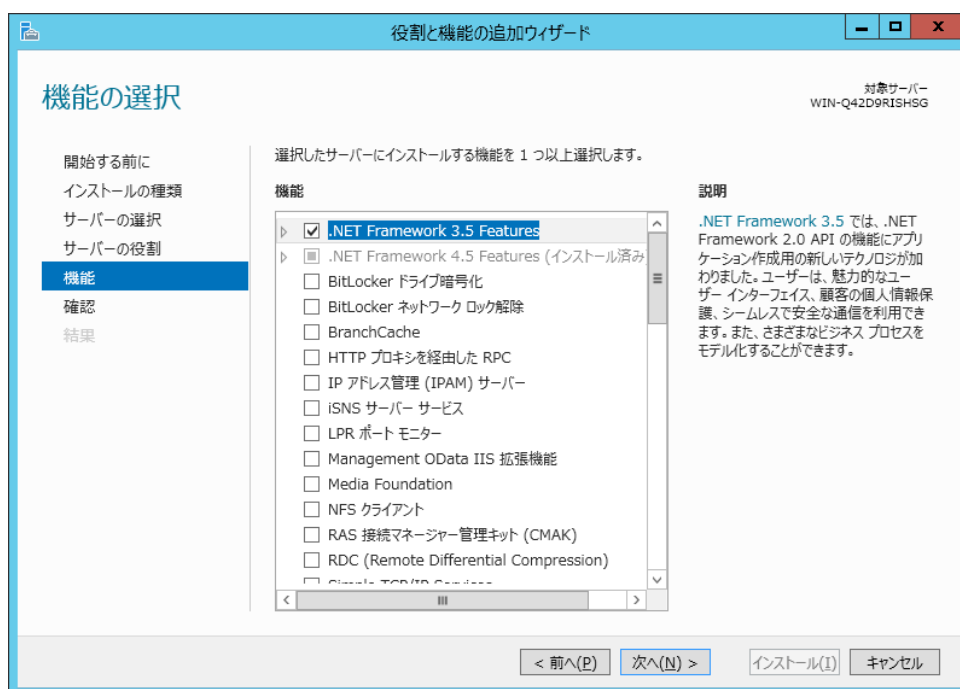 役割と機能の追加ウィザード
機能の選択
対象サーバー
WIN-Q42D9RISHSG
開始する前に
インストールの種類
サーバーの選択
サーバーの役割
機能
確認
結果
選択したサーバーにインストールする機能を 1 つ以上選択します。
機能
.NET Framework 3.5 Features
.NET Framework 4.5 Features (インストール済み
BitLocker ドライブ暗号化
BitLocker ネットワーク ロック解除
BranchCache
HTTP プロキシを経由した RPC
IP アドレス管理 (IPAM) サーバー
iSNS サーバー サービス
LPR ポート モニター
Management OData IIS 拡張機能
Media Foundation
NFS クライアント
RAS 接続マネージャー管理キット (CMAK)
RDC (Remote Differential Compression)
Simple TCP/IP Services
説明
.NET Framework 3.5 では、.NET
Framework 2.0 API の機能にアプリ
ケーション作成用の新しいテクノロジが加
わりました。ユーザーは、魅力的なユー
ザー インターフェイス、顧客の個人情報保
護、シームレスで安全な通信を利用でき
ます。また、さまざまなビジネス プロセスを
モデル化することができます。
< 前へ(P)
次へ(N) >
インストール(I)
キャンセル